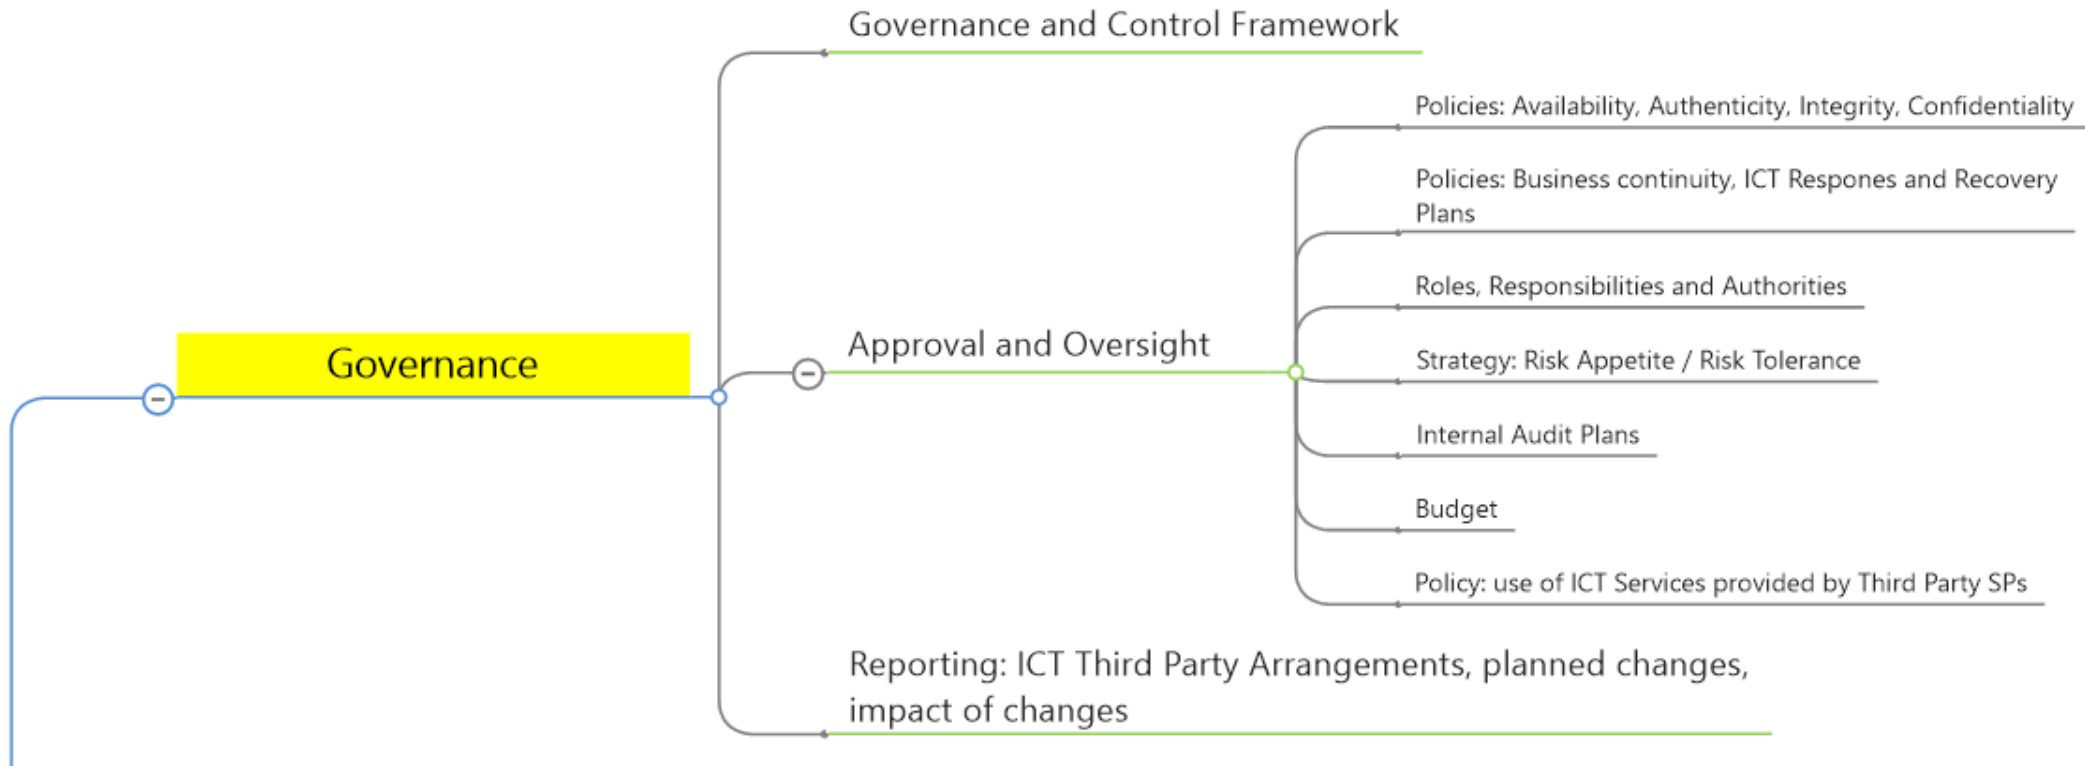 Governance and Control Framework
Policies: Availability, Authenticity, Integrity, Confidentiality
Policies: Business continuity, ICT Respones and Recovery
Plans
Roles, Responsibilities and Authorities
Governance
Approval and Oversight
Strategy: Risk Appetite / Risk Tolerance
Internal Audit Plans
Budget
Policy: use of ICT Services provided by Third Party SPs
Reporting: ICT Third Party Arrangements, planned changes,
impact of changes